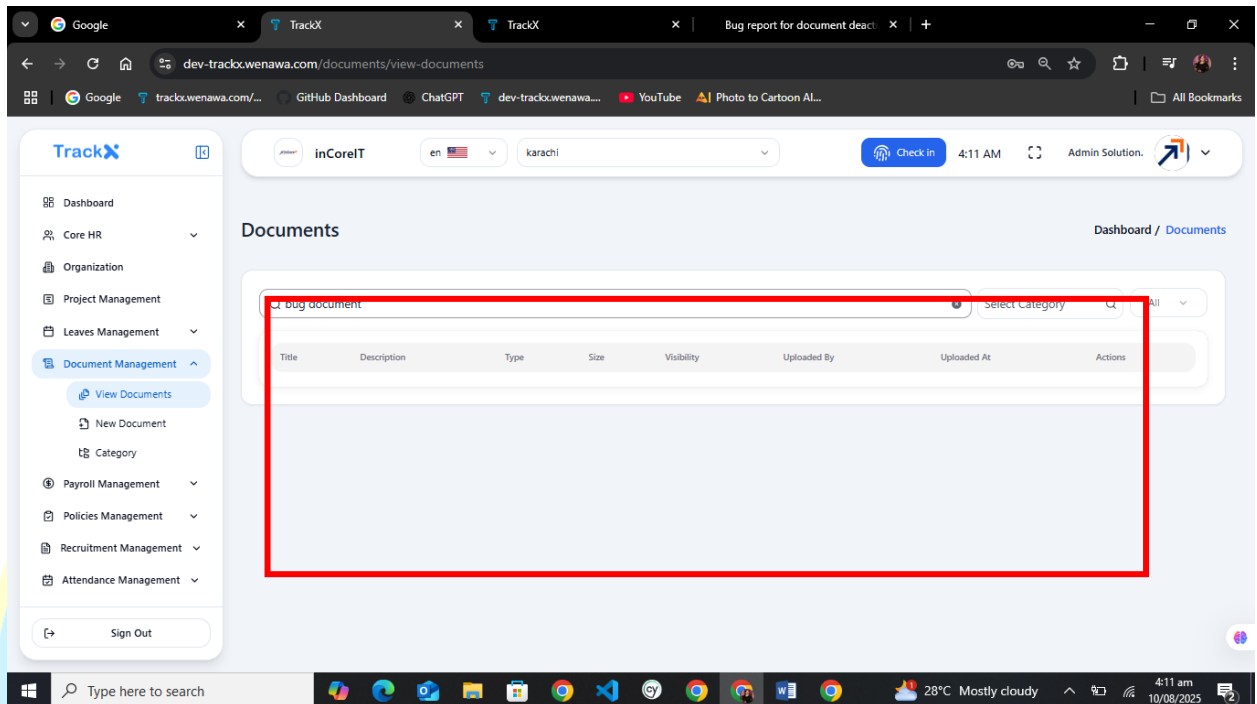 Google
TrackX
TrackX
Bug report for document deacti
dev-trackx.wenawa.com/documents/view-documents
Google
trackx.wenawa.com/...
GitHub Dashboard
ChatGPT
dev-trackx.wenawa....
YouTube
Photo to Cartoon AI...
All Bookmarks
TrackX
inCoreIT
en
karachi
Check in
4:11 AM
Admin Solution.
Dashboard
Core HR
Organization
Project Management
Leaves Management
Document Management
View Documents
New Document
Category
Payroll Management
Policies Management
Recruitment Management
Attendance Management
Sign Out
Documents
Dashboard / Documents
bug document
Select Category
All
Title Description Type Size Visibility Uploaded By Uploaded At Actions
Type here to search
28°C Mostly cloudy
4:11 am
10/08/2025
2